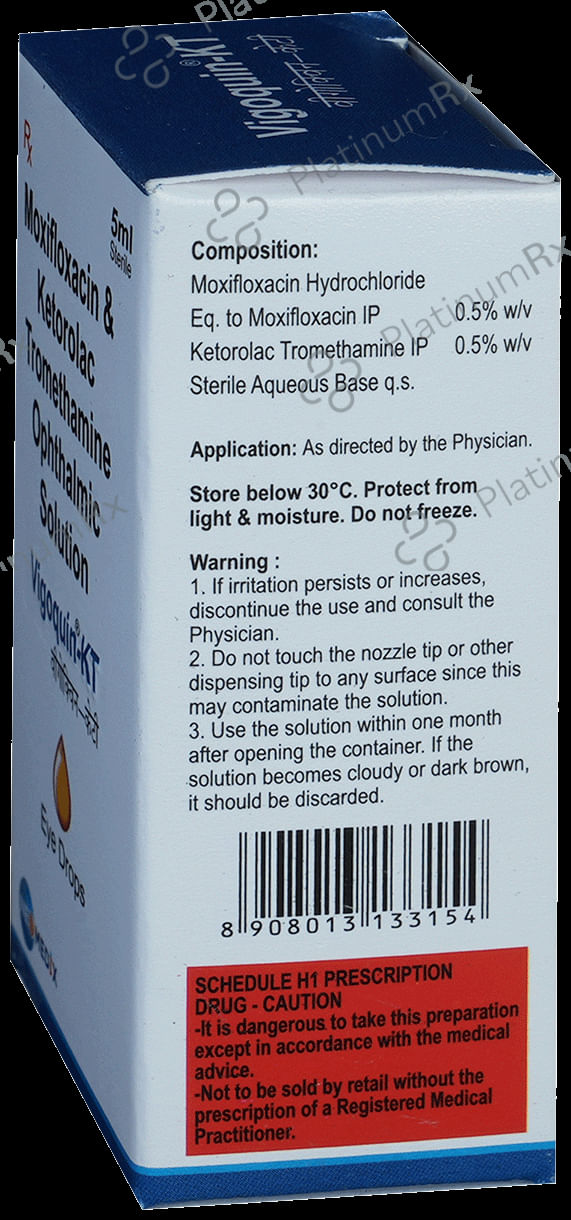 Vigoquin-KT®
वीगोक्विन-केटी
Rx
5ml
Sterile
Moxifloxacin &
Ketorolac
Tromethamine
Ophthalmic
Solution
Vigoquin®-KT
वीगोक्विन-केटी
Eye Drops
MEDIX
Composition:
Moxifloxacin Hydrochloride
Eq. to Moxifloxacin IP 0.5% w/v
Ketorolac Tromethamine IP 0.5% w/v
Sterile Aqueous Base q.s.
Application: As directed by the Physician.
Store below 30°C. Protect from
light & moisture. Do not freeze.
Warning :
1. If irritation persists or increases,
discontinue the use and consult the
Physician.
2. Do not touch the nozzle tip or other
dispensing tip to any surface since this
may contaminate the solution.
3. Use the solution within one month
after opening the container. If the
solution becomes cloudy or dark brown,
it should be discarded.
8 908013 133154
SCHEDULE H1 PRESCRIPTION
DRUG - CAUTION
-It is dangerous to take this preparation
except in accordance with the medical
advice.
-Not to be sold by retail without the
prescription of a Registered Medical
Practitioner.
PlatinumRx
PlatinumRx
PlatinumRx